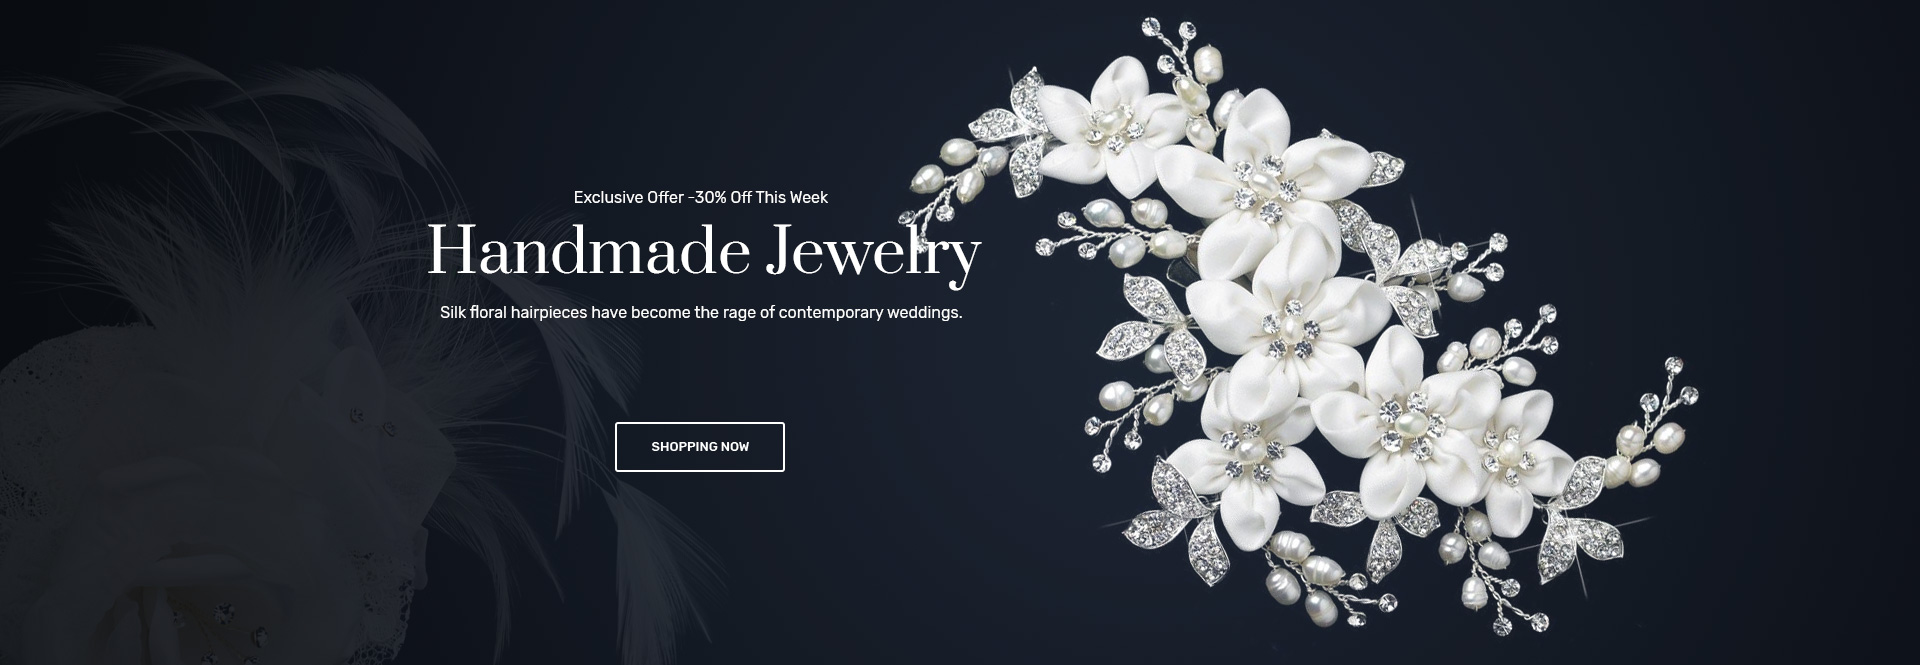 Exclusive Offer -30% Off This Week
Handmade Jewelry
Silk floral hairpieces have become the rage of contemporary weddings.
SHOPPING NOW